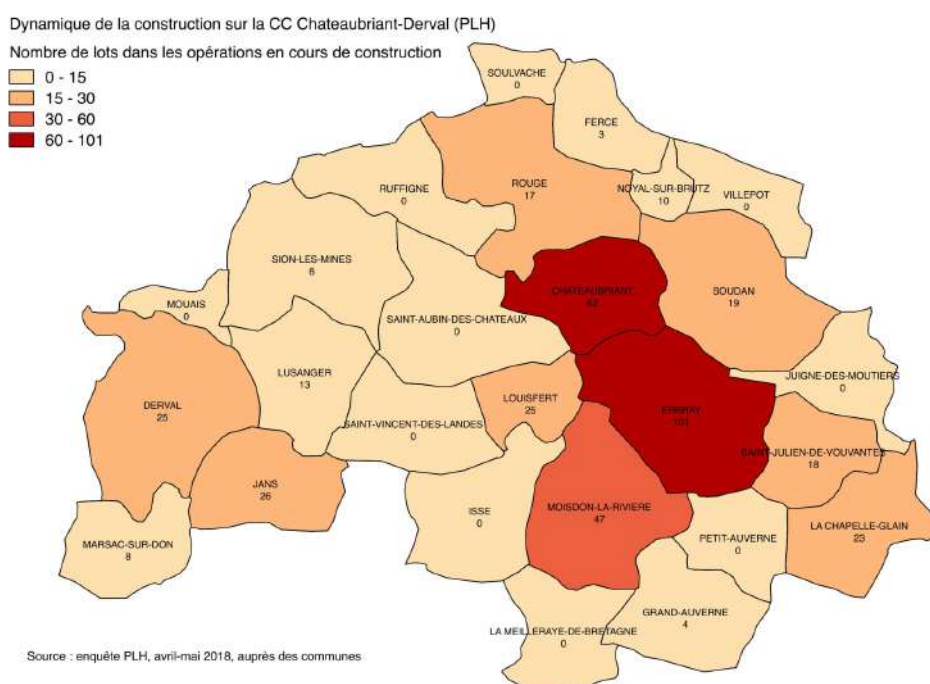 Dynamique de la construction sur la CC Chateaubriant-Derval (PLH)
Nombre de lots dans les opérations en cours de construction
0 - 15
15 - 30
30 - 60
60 - 101
SOULVACHE
0
FERCE
3
RUFFIGNE
0
ROUGE
17
NOYAL-SUR-BRUTZ
10
VILLEPOT
0
SION-LES-MINES
6
CHATEAUBRIANT
62
SOUDAN
19
MOUAIS
0
SAINT-AUBIN-DES-CHATEAUX
0
LUSANGER
13
JUIGNE-DES-MOUTIERS
0
DERVAL
25
LOUISFERT
25
ERBRAY
101
SAINT-VINCENT-DES-LANDES
0
SAINT-JULIEN-DE-VOUVANTES
18
JANS
26
ISSE
0
MOISDON-LA-RIVIERE
47
LA CHAPELLE-GLAIN
23
PETIT-AUVERNE
0
MARSAC-SUR-DON
8
GRAND-AUVERNE
4
LA MEILLERAYE-DE-BRETAGNE
0
Source : enquête PLH, avril-mai 2018, auprès des communes